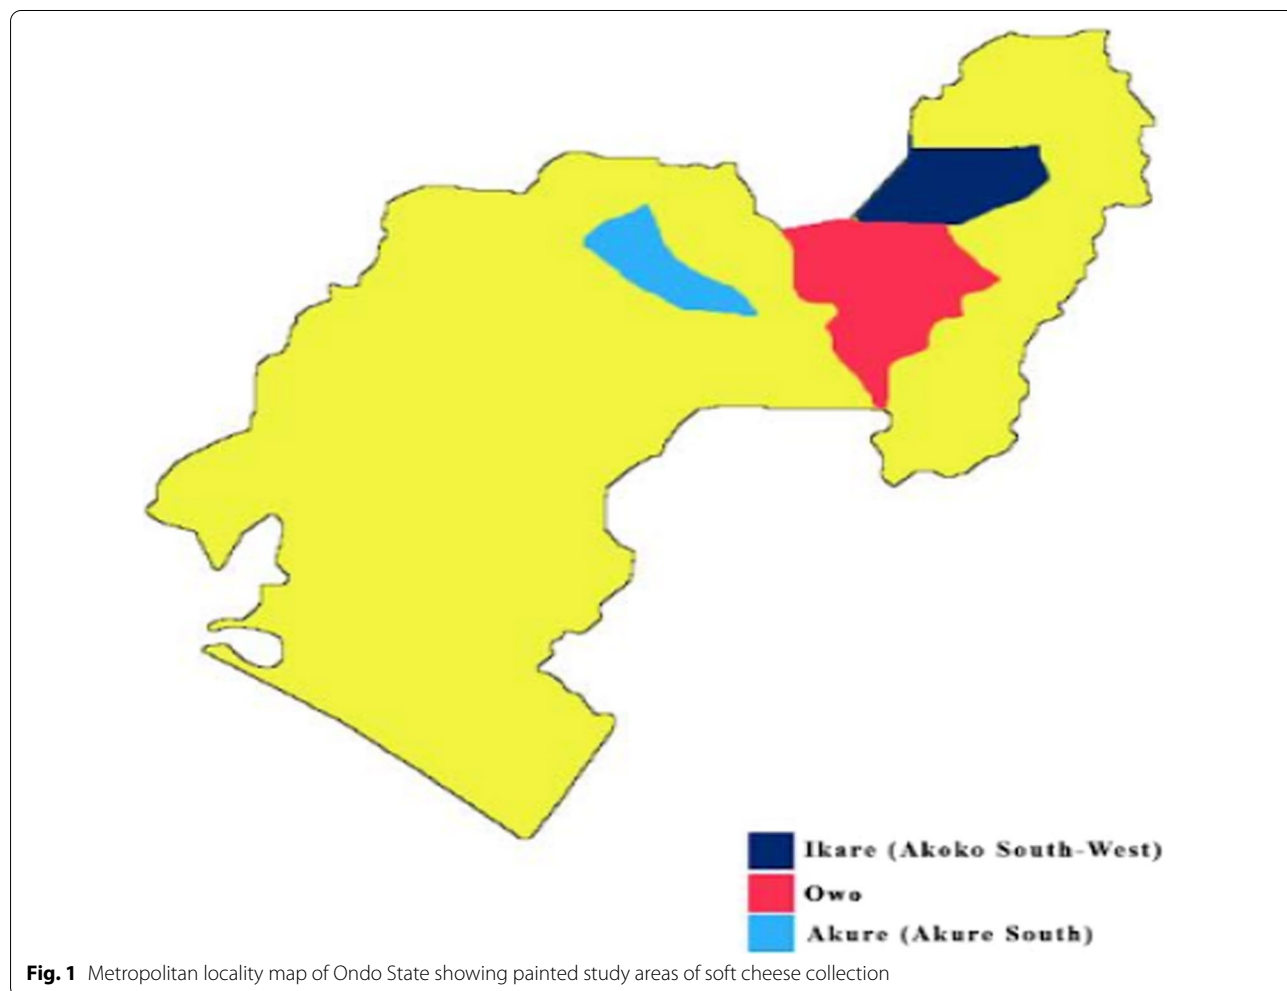 Ikare (Akoko South-West)
Owo
Akure (Akure South)
Fig. 1 Metropolitan locality map of Ondo State showing painted study areas of soft cheese collection